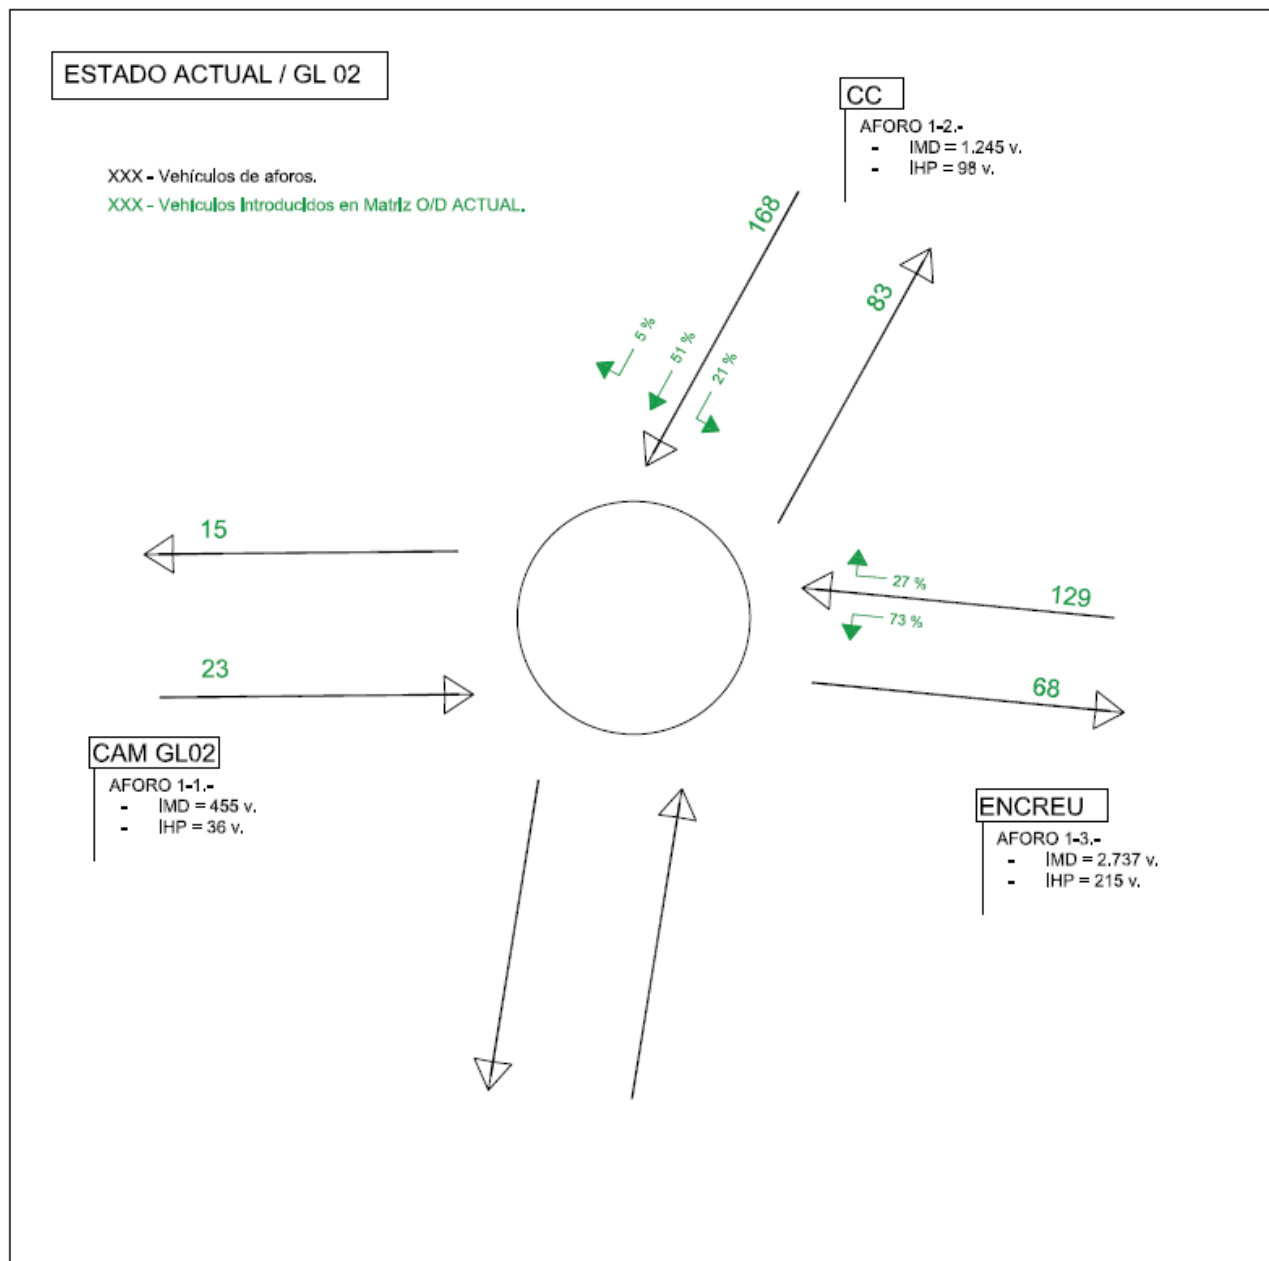 ESTADO ACTUAL / GL 02
CC
AFORO 1-2.-
- IMD = 1.245 v.
- IHP = 98 v.
XXX - Vehículos de aforos.
XXX - Vehículos Introducidos en Matriz O/D ACTUAL.
168
83
5 %
51 %
21 %
15
27 %
129
73 %
23
68
CAM GL02
AFORO 1-1.-
- IMD = 455 v.
- IHP = 36 v.
ENCREU
AFORO 1-3.-
- IMD = 2.737 v.
- IHP = 215 v.